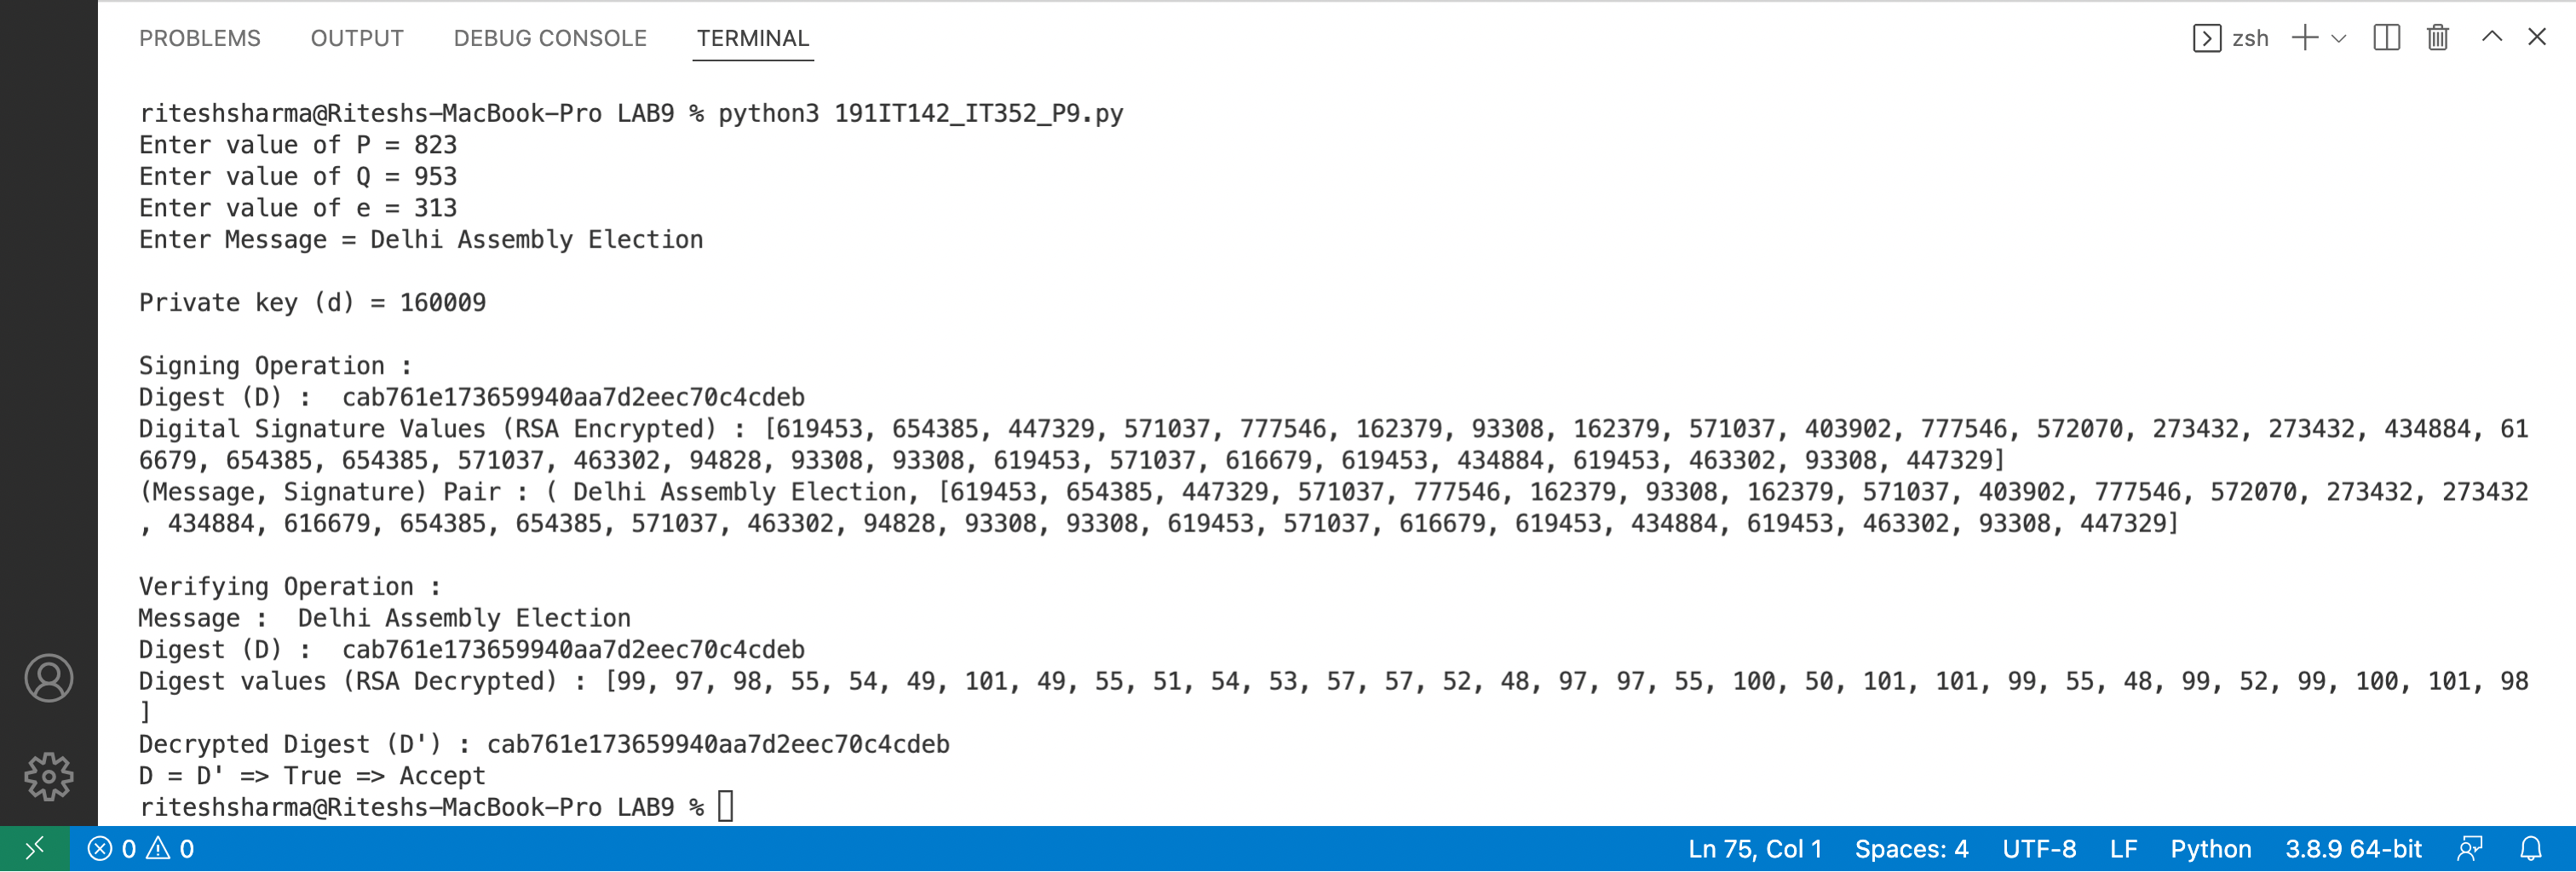 PROBLEMS OUTPUT DEBUG CONSOLE TERMINAL zsh
riteshsharma@Riteshs-MacBook-Pro LAB9 % python3 191IT142_IT352_P9.py
Enter value of P = 823
Enter value of Q = 953
Enter value of e = 313
Enter Message = Delhi Assembly Election
Private key (d) = 160009
Signing Operation :
Digest (D) :  cab761e173659940aa7d2eec70c4cdeb
Digital Signature Values (RSA Encrypted) : [619453, 654385, 447329, 571037, 777546, 162379, 93308, 162379, 571037, 403902, 777546, 572070, 273432, 273432, 434884, 61
6679, 654385, 654385, 571037, 463302, 94828, 93308, 93308, 619453, 571037, 616679, 619453, 434884, 619453, 463302, 93308, 447329]
(Message, Signature) Pair : ( Delhi Assembly Election, [619453, 654385, 447329, 571037, 777546, 162379, 93308, 162379, 571037, 403902, 777546, 572070, 273432, 273432
, 434884, 616679, 654385, 654385, 571037, 463302, 94828, 93308, 93308, 619453, 571037, 616679, 619453, 434884, 619453, 463302, 93308, 447329]
Verifying Operation :
Message :  Delhi Assembly Election
Digest (D) :  cab761e173659940aa7d2eec70c4cdeb
Digest values (RSA Decrypted) : [99, 97, 98, 55, 54, 49, 101, 49, 55, 51, 54, 53, 57, 57, 52, 48, 97, 97, 55, 100, 50, 101, 101, 99, 55, 48, 99, 52, 99, 100, 101, 98
]
Decrypted Digest (D') : cab761e173659940aa7d2eec70c4cdeb
D = D' => True => Accept
riteshsharma@Riteshs-MacBook-Pro LAB9 %
0 0 Ln 75, Col 1 Spaces: 4 UTF-8 LF Python 3.8.9 64-bit